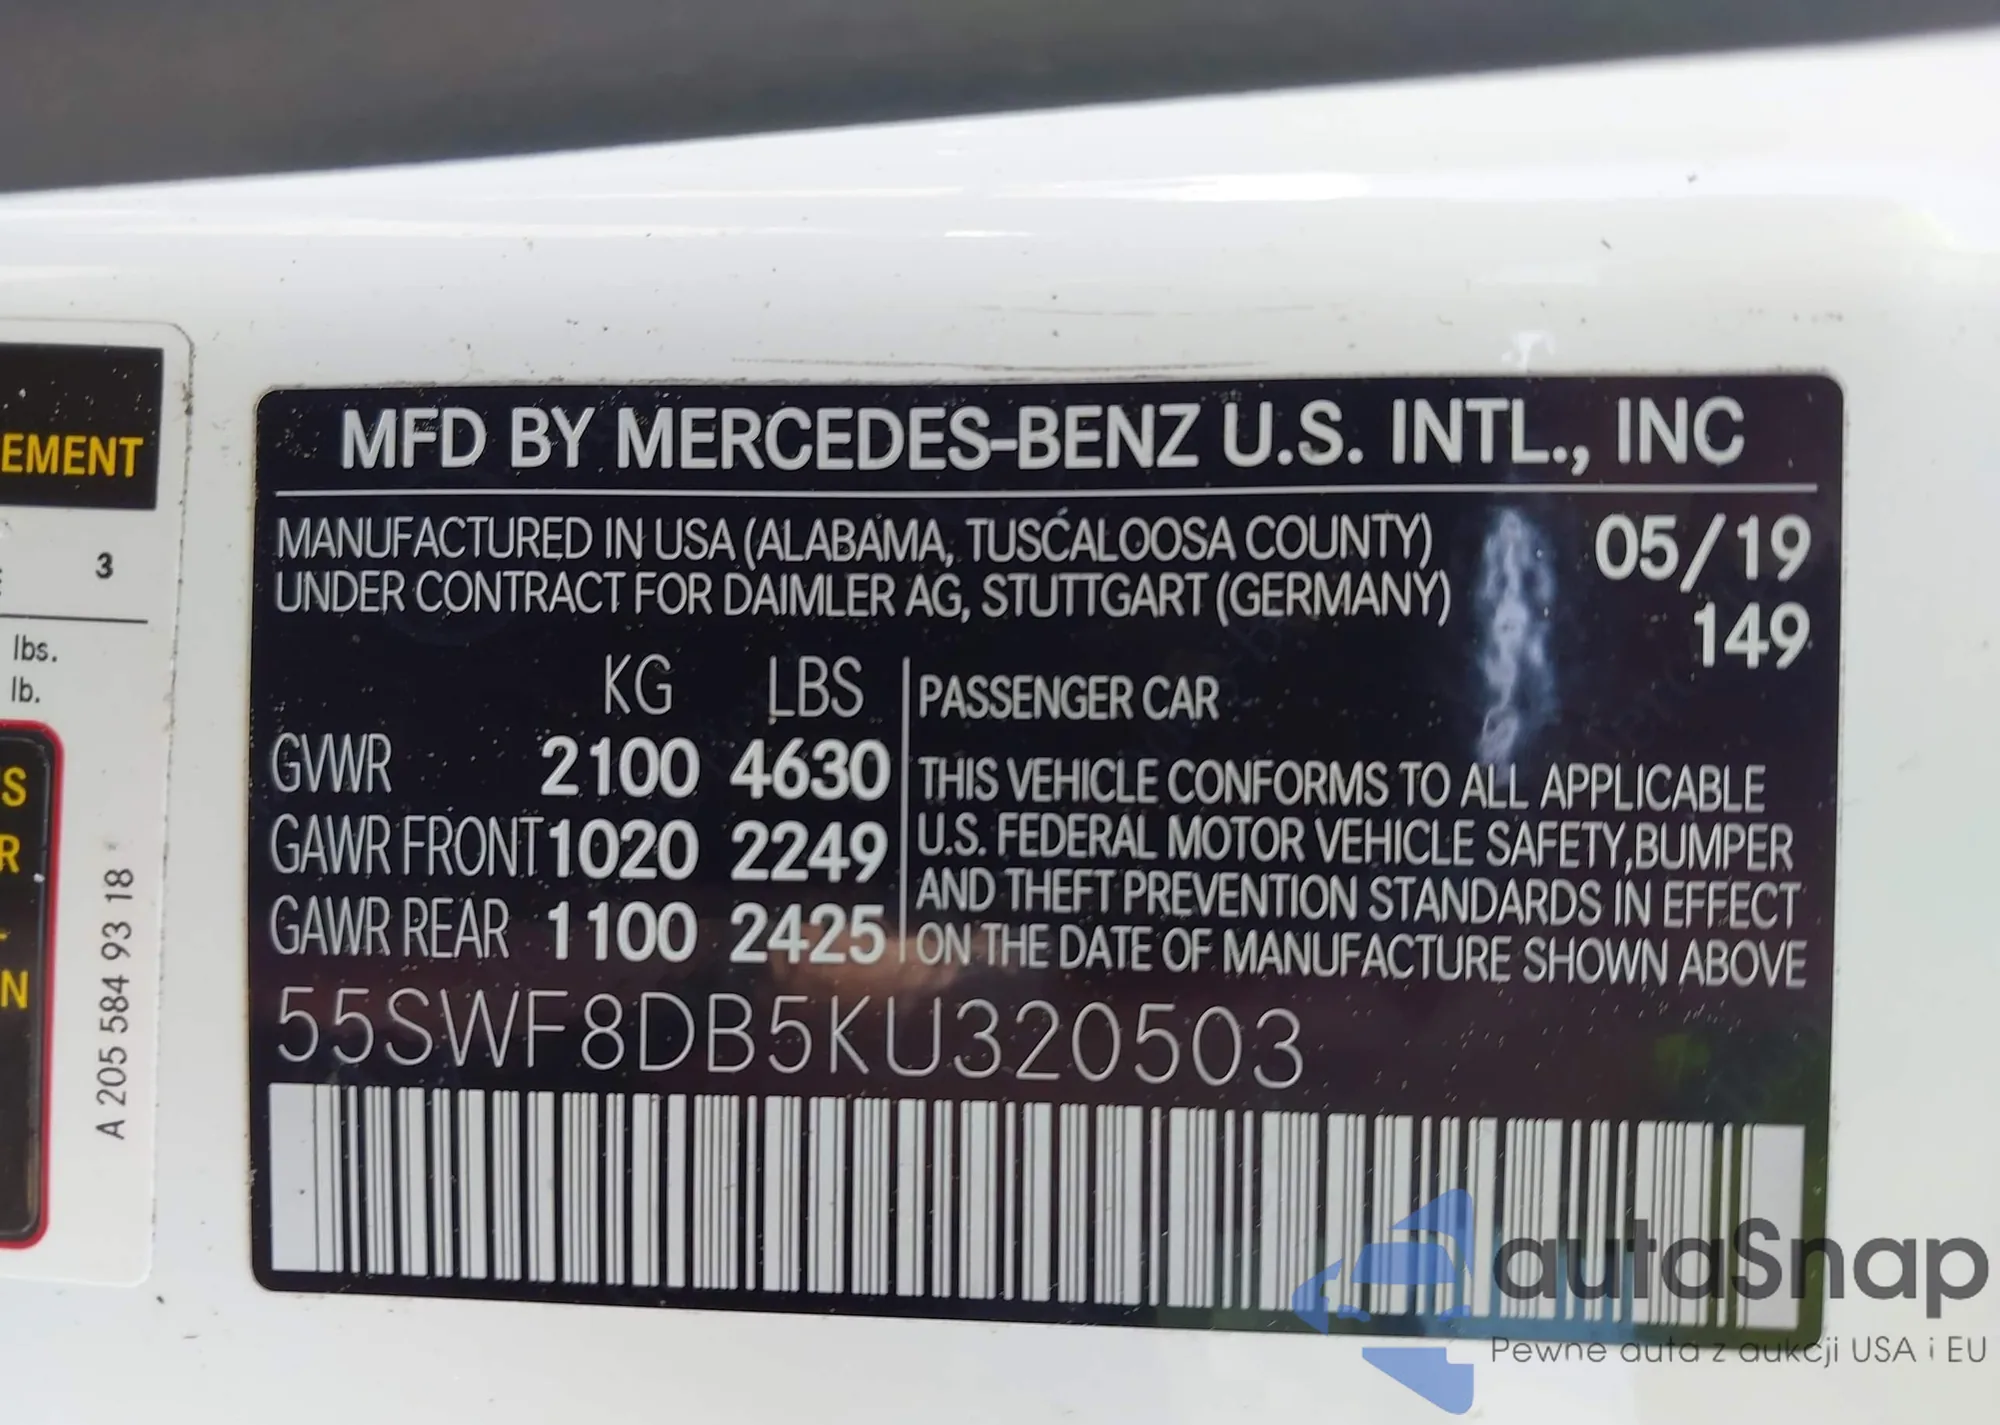 EMENT
3
lbs.
lb.
S
R
N
A 205 584 93 18
MFD BY MERCEDES-BENZ U.S. INTL., INC
MANUFACTURED IN USA (ALABAMA, TUSCALOOSA COUNTY) 05/19
UNDER CONTRACT FOR DAIMLER AG, STUTTGART (GERMANY) 149
KG LBS
GVWR 2100 4630
GAWR FRONT 1020 2249
GAWR REAR 1100 2425
PASSENGER CAR
THIS VEHICLE CONFORMS TO ALL APPLICABLE
U.S. FEDERAL MOTOR VEHICLE SAFETY,BUMPER
AND THEFT PREVENTION STANDARDS IN EFFECT
ON THE DATE OF MANUFACTURE SHOWN ABOVE
55SWF8DB5KU320503
autaSnap
Pewne auta z aukcji USA i EU